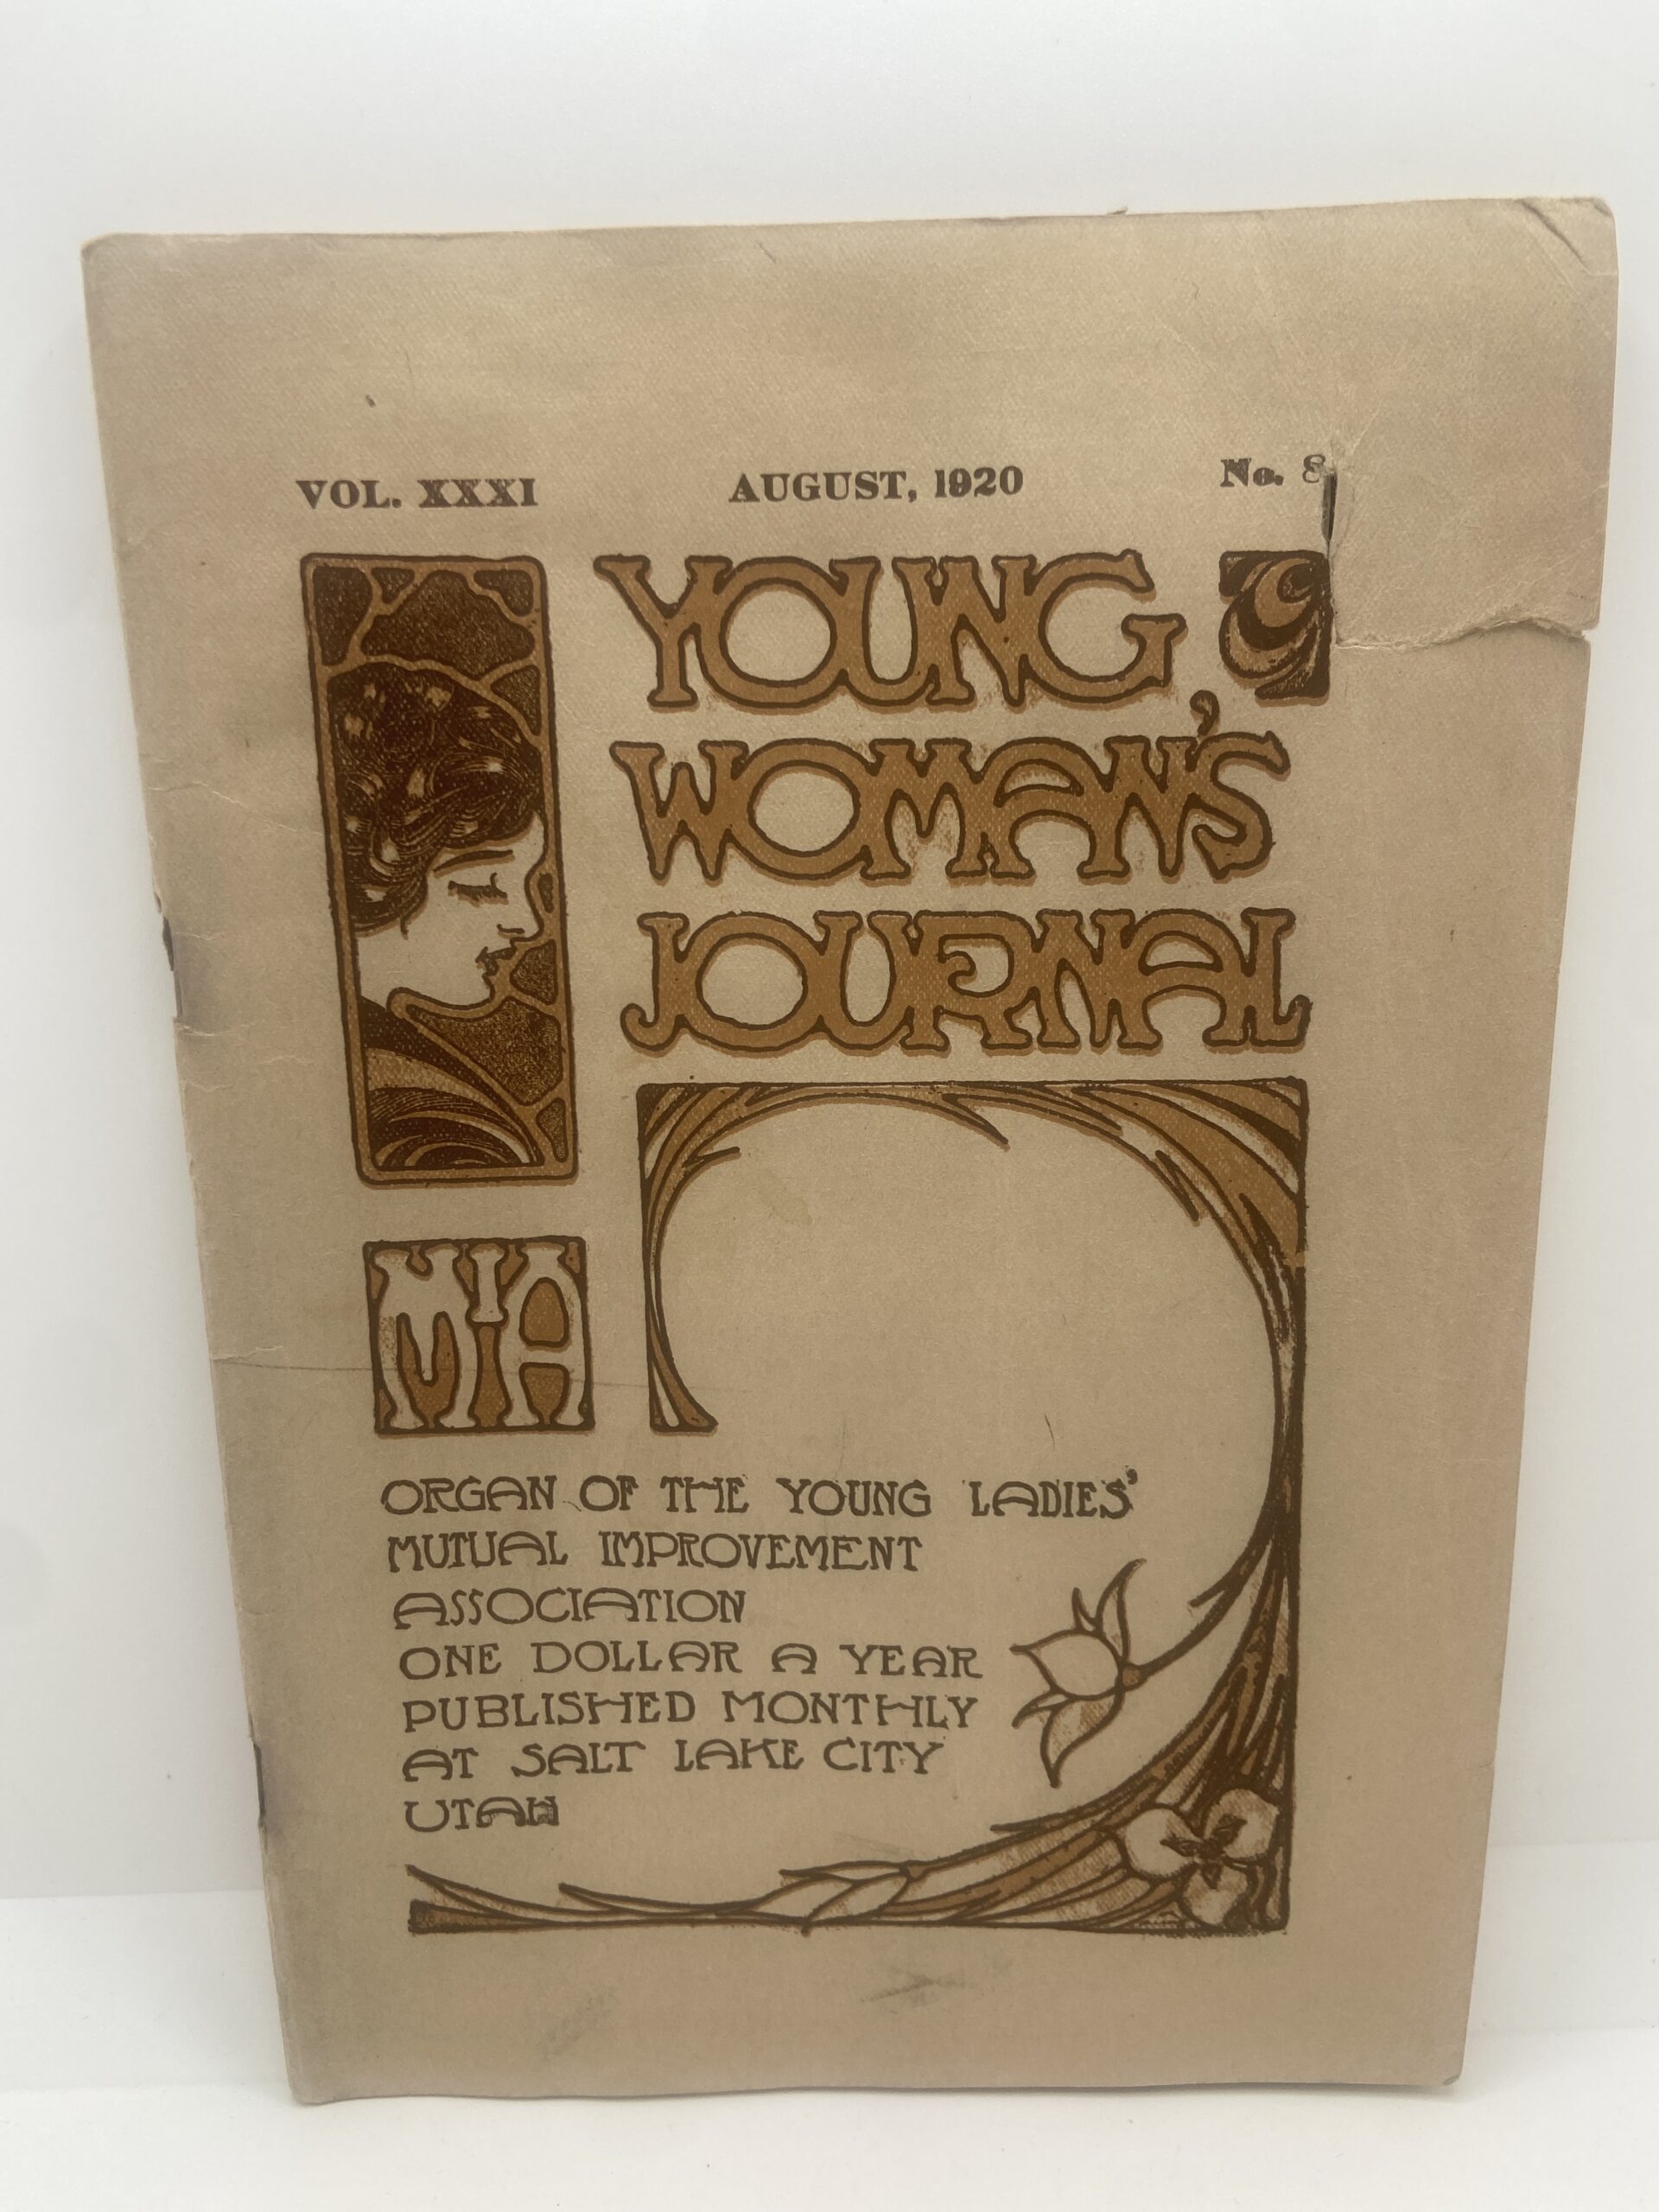 VOL. XXXI AUGUST, 1920 No. 8
YOUNG
WOMAN'S
JOURNAL
MIA
ORGAN OF THE YOUNG LADIES'
MUTUAL IMPROVEMENT
ASSOCIATION
ONE DOLLAR A YEAR
PUBLISHED MONTHLY
AT SALT LAKE CITY
UTAH